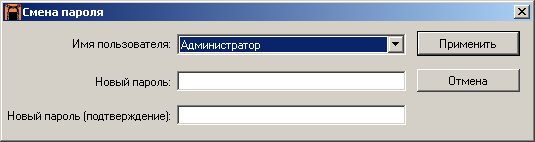 Смена пароля
Имя пользователя: Администратор Применить
Новый пароль: Отмена
Новый пароль (подтверждение):